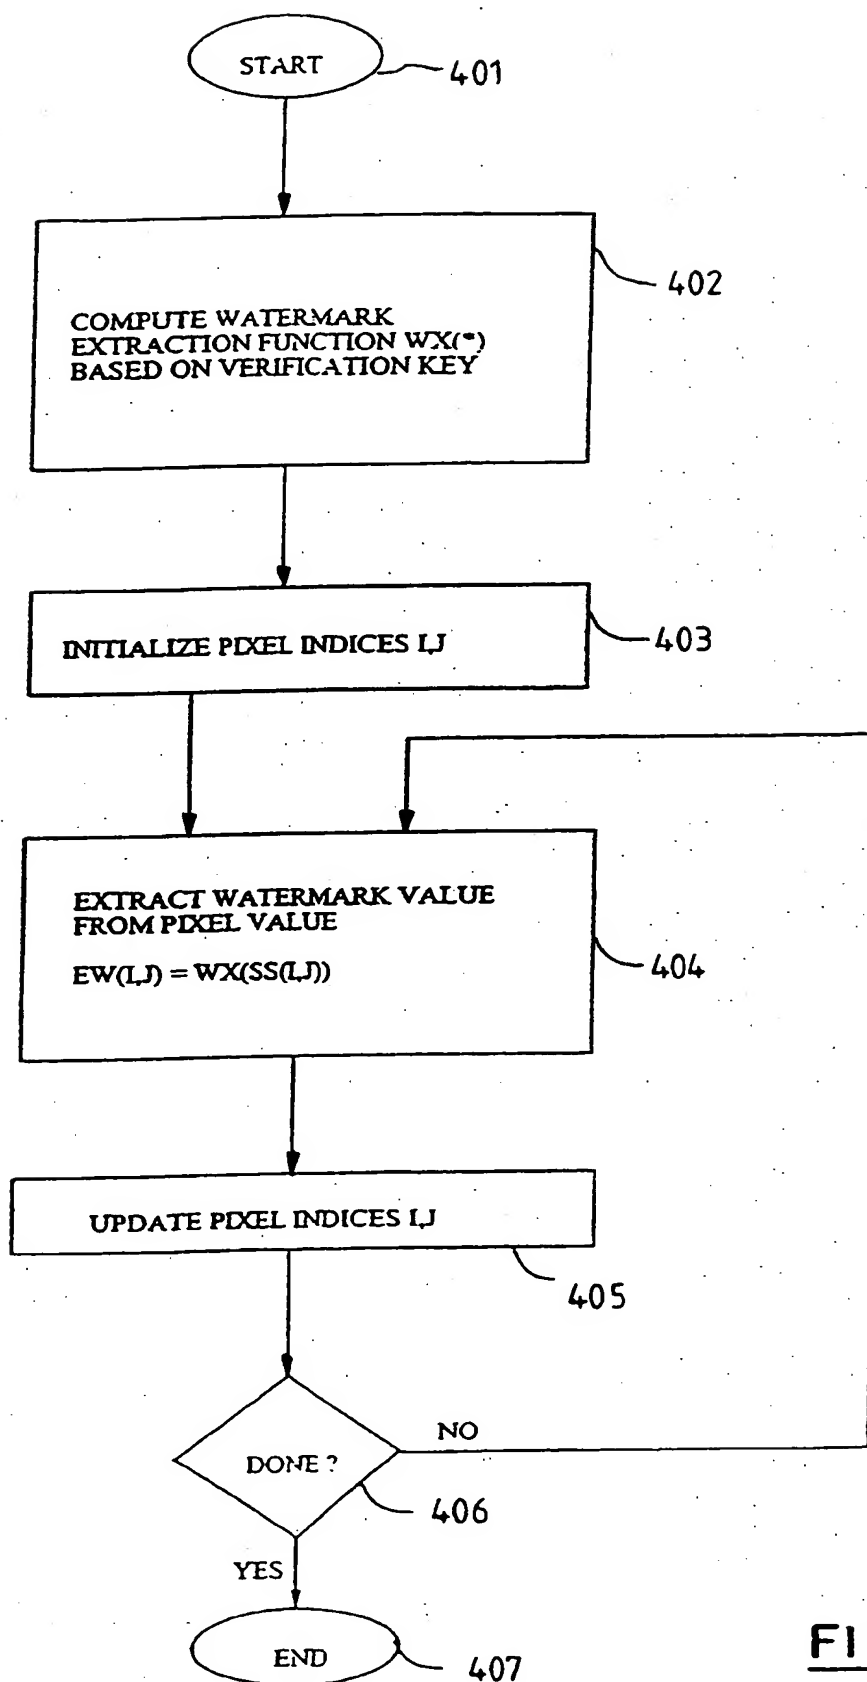 START
401
402
COMPUTE WATERMARK
EXTRACTION FUNCTION WX(*)
BASED ON VERIFICATION KEY
INITIALIZE PIXEL INDICES I,J
403
EXTRACT WATERMARK VALUE
FROM PIXEL VALUE
EW(I,J) = WX(SS(I,J))
404
UPDATE PIXEL INDICES I,J
405
NO
DONE ?
406
YES
END
407
FI